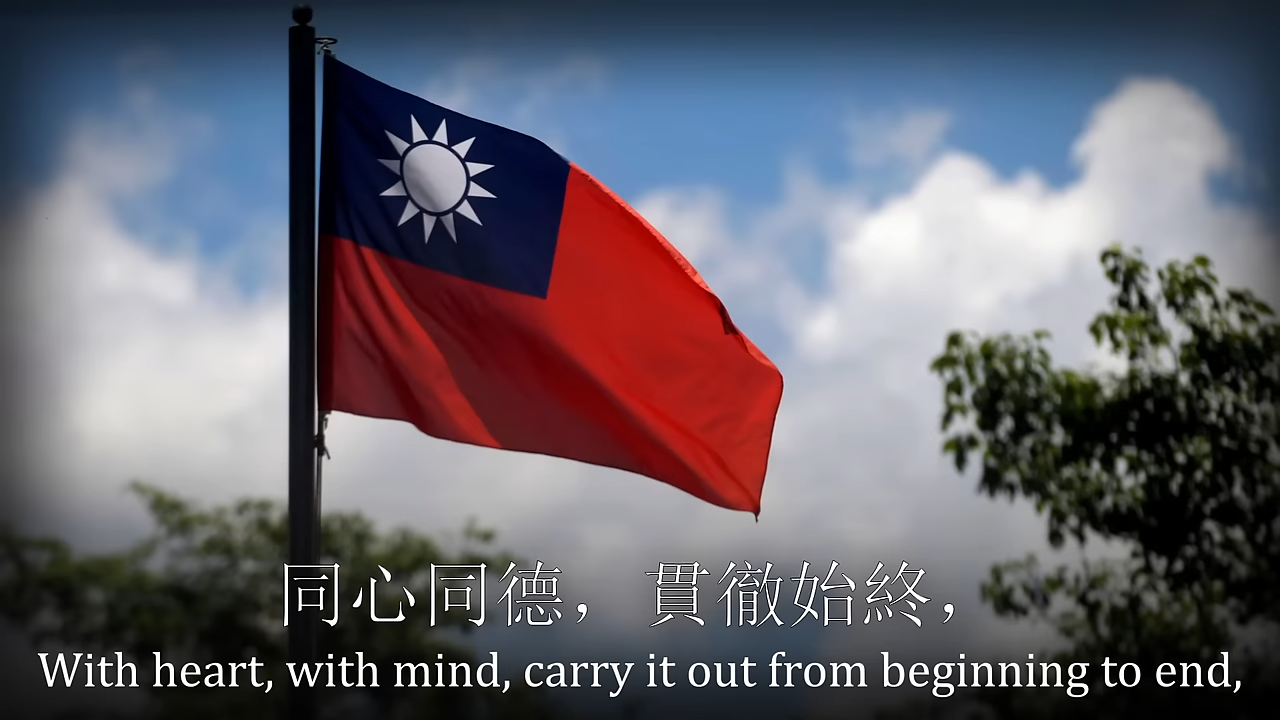 同心同德，貫徹始終，
With heart, with mind, carry it out from beginning to end,